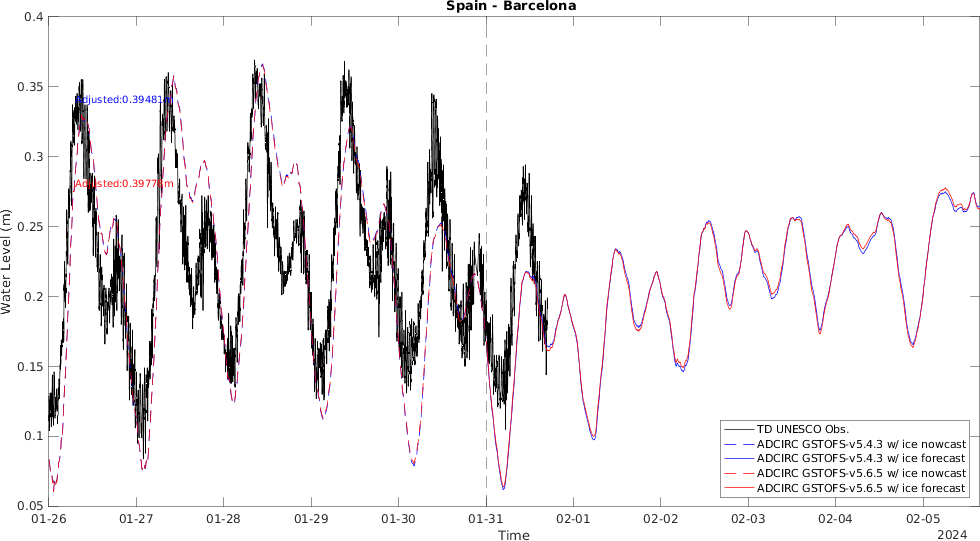 Spain - Barcelona
0.4
0.35
0.3
0.25
0.2
0.15
0.1
0.05
Water Level (m)
Adjusted:0.39481m
Adjusted:0.3977 m
TD UNESCO Obs.
ADCIRC GSTOFS-v5.4.3 w/ ice nowcast
ADCIRC GSTOFS-v5.4.3 w/ ice forecast
ADCIRC GSTOFS-v5.6.5 w/ ice nowcast
ADCIRC GSTOFS-v5.6.5 w/ ice forecast
01-26 01-27 01-28 01-29 01-30 01-31 02-01 02-02 02-03 02-04 02-05
Time
2024